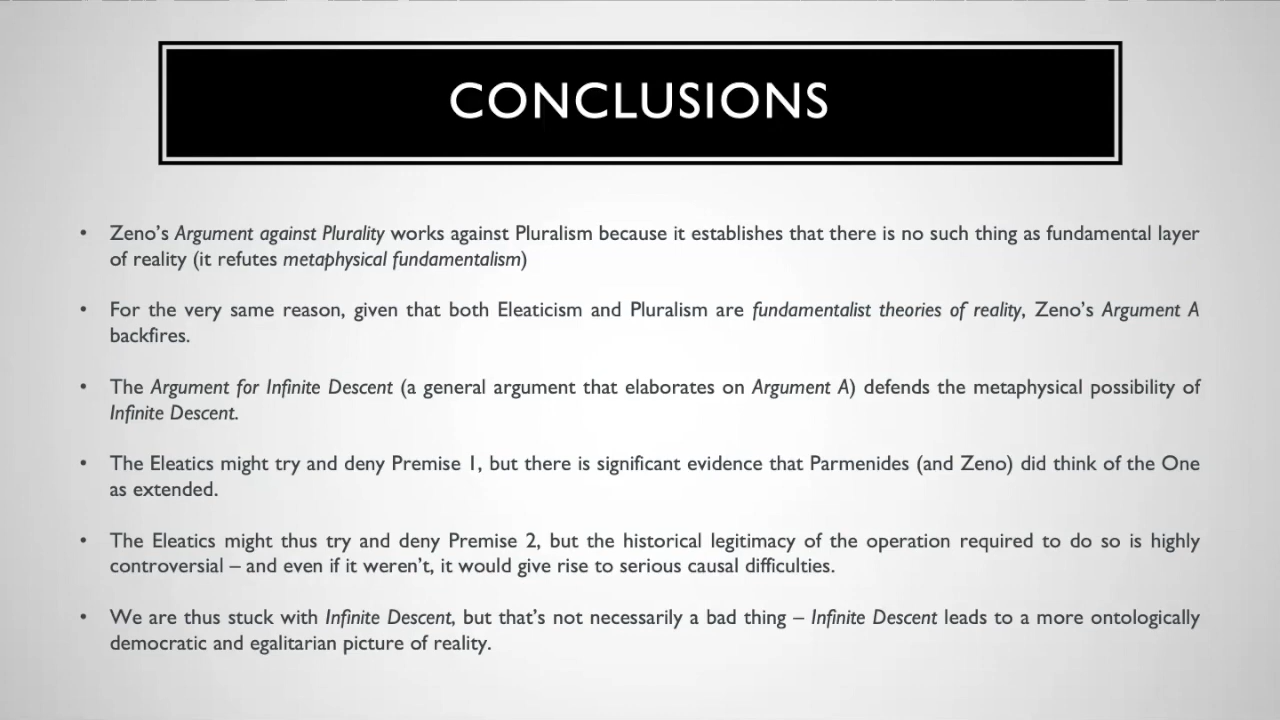 CONCLUSIONS
• Zeno's Argument against Plurality works against Pluralism because it establishes that there is no such thing as fundamental layer
of reality (it refutes metaphysical fundamentalism)
• For the very same reason, given that both Eleaticism and Pluralism are fundamentalist theories of reality, Zeno's Argument A
backfires.
• The Argument for Infinite Descent (a general argument that elaborates on Argument A) defends the metaphysical possibility of
Infinite Descent.
• The Eleatics might try and deny Premise 1, but there is significant evidence that Parmenides (and Zeno) did think of the One
as extended.
• The Eleatics might thus try and deny Premise 2, but the historical legitimacy of the operation required to do so is highly
controversial – and even if it weren't, it would give rise to serious causal difficulties.
• We are thus stuck with Infinite Descent, but that's not necessarily a bad thing – Infinite Descent leads to a more ontologically
democratic and egalitarian picture of reality.